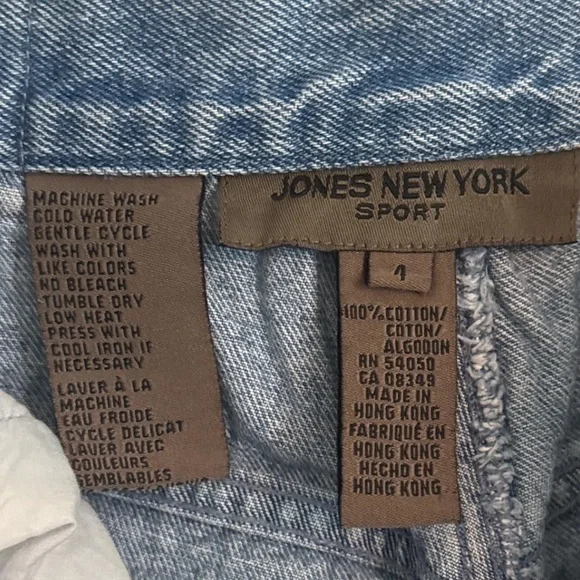 MACHINE WASH
COLD WATER
GENTLE CYCLE
WASH WITH
LIKE COLORS
NO BLEACH
TUMBLE DRY
LOW HEAT
PRESS WITH
COOL IRON IF
NECESSARY
LAVER À LA
MACHINE
EAU FROIDE
CYCLE DELICAT
LAVER AVEC
COULEURS
SEMBLABLES
JONES NEW YORK
SPORT
4
100% COTTON/
COTON/
ALGODON
RN 54050
CA 08349
MADE IN
HONG KONG
FABRIQUÉ EN
HONG KONG
HECHO EN
HONG KONG